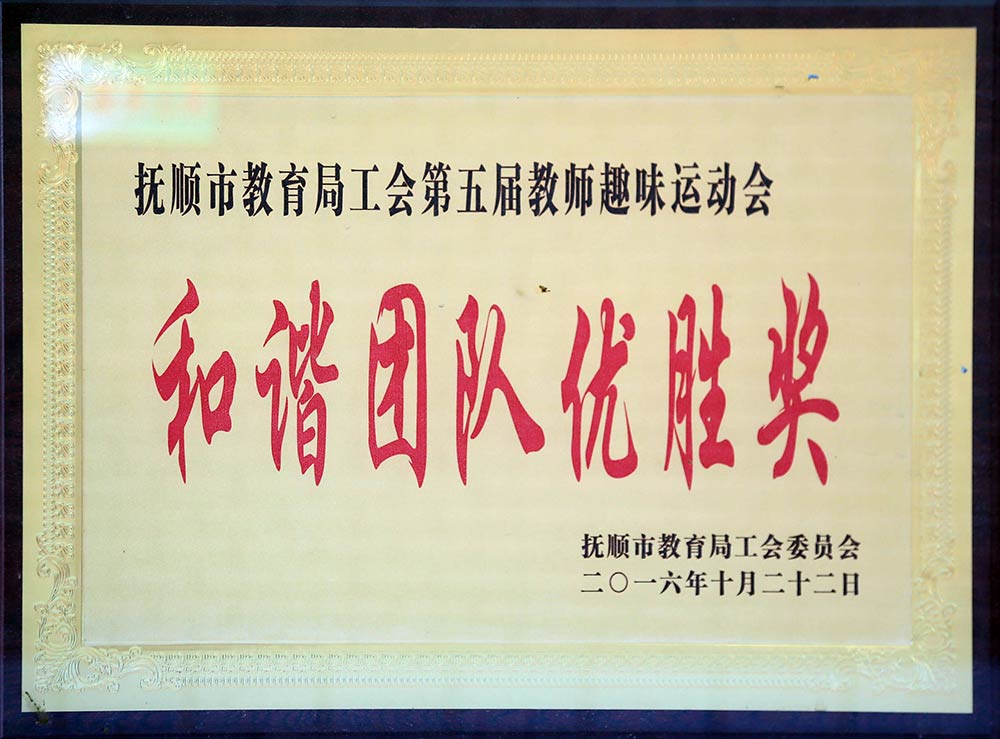 抚顺市教育局工会第五届教师趣味运动会
和谐团队优胜奖
抚顺市教育局工会委员会
二〇一六年十月二十二日